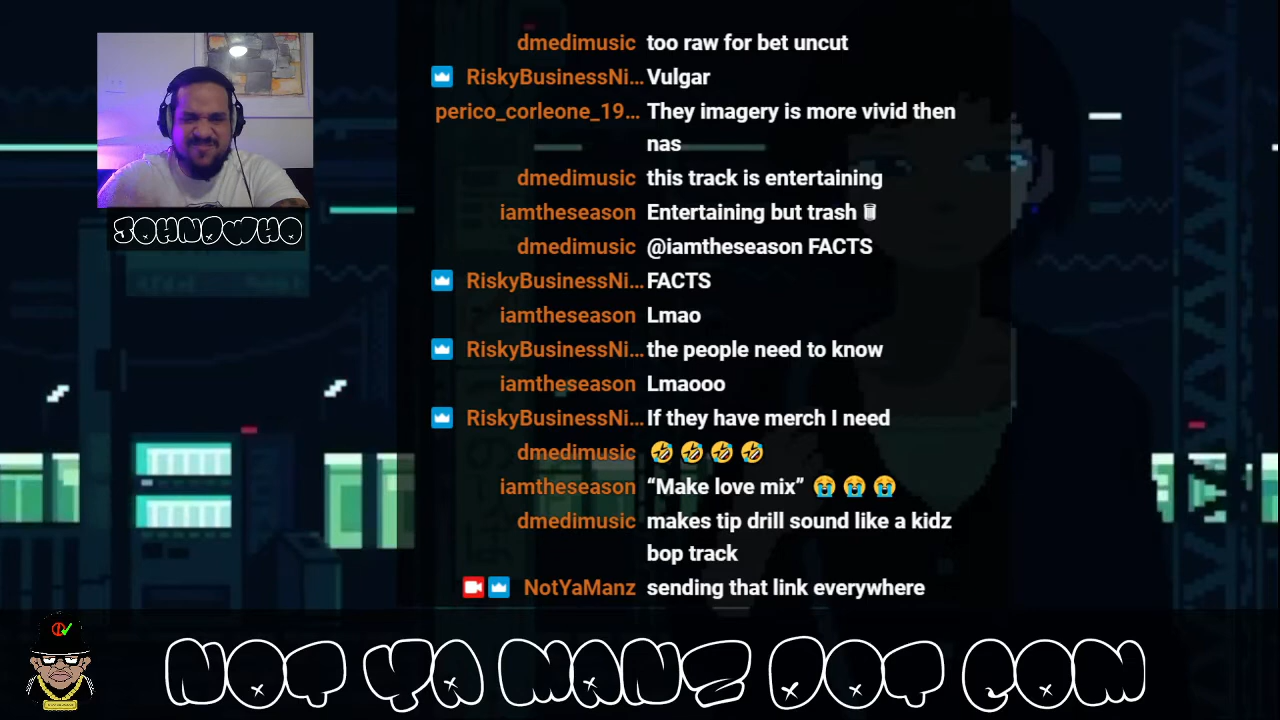 dmedimusic too raw for bet uncut
RiskyBusinessNi... Vulgar
perico_corleone_19... They imagery is more vivid then
nas
dmedimusic this track is entertaining
iamtheseason Entertaining but trash 🗑
dmedimusic @iamtheseason FACTS
RiskyBusinessNi... FACTS
iamtheseason Lmao
RiskyBusinessNi... the people need to know
iamtheseason Lmaooo
RiskyBusinessNi... If they have merch I need
dmedimusic 🤣 🤣 🤣 🤣
iamtheseason “Make love mix” 😭 😭 😭
dmedimusic makes tip drill sound like a kidz
bop track
NotYaManz sending that link everywhere
JOHNPWHO
NOT YA MANZ DOT COM